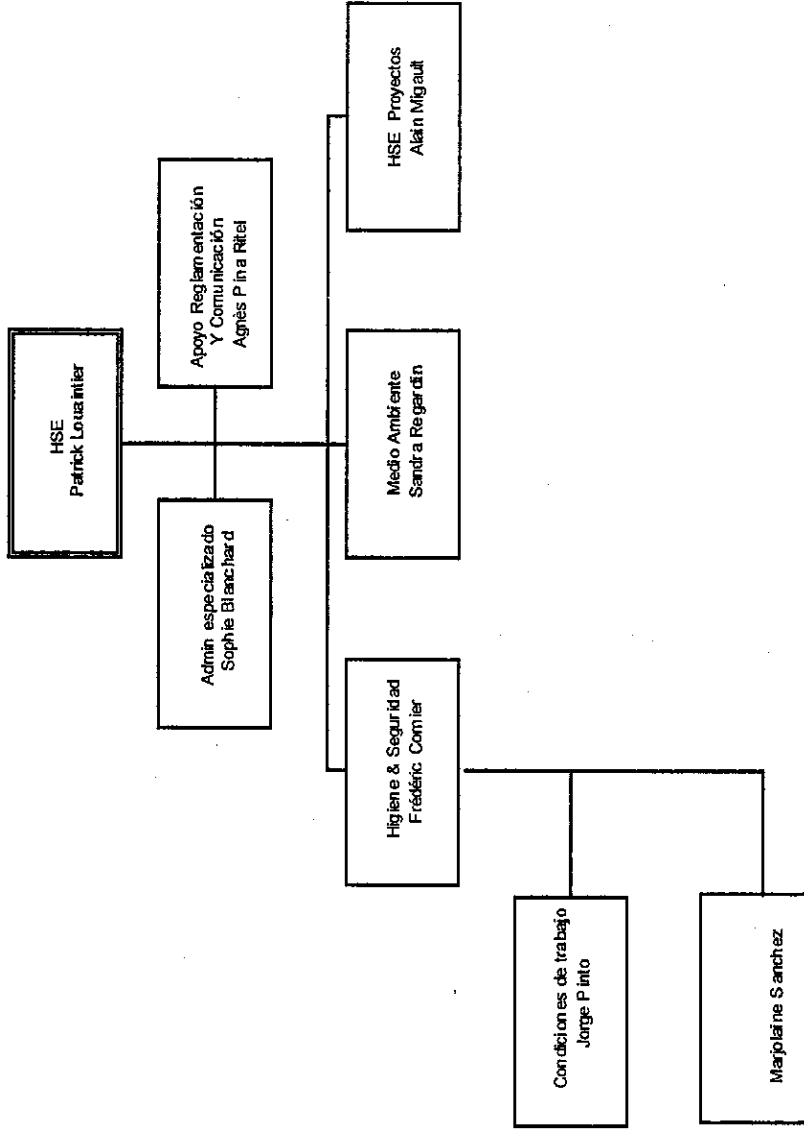 HSE
Patrick Louaintier
Admin especializado
Sophie Blanchard
Apoyo Reglamentación
Y Comunicación
Agnès Pina Ritel
Higiene & Seguridad
Frédéric Comier
Medio Ambiente
Sandra Regardin
HSE Proyectos
Alain Migault
Condiciones de trabajo
Jorge Pinto
Marjolaine Sanchez